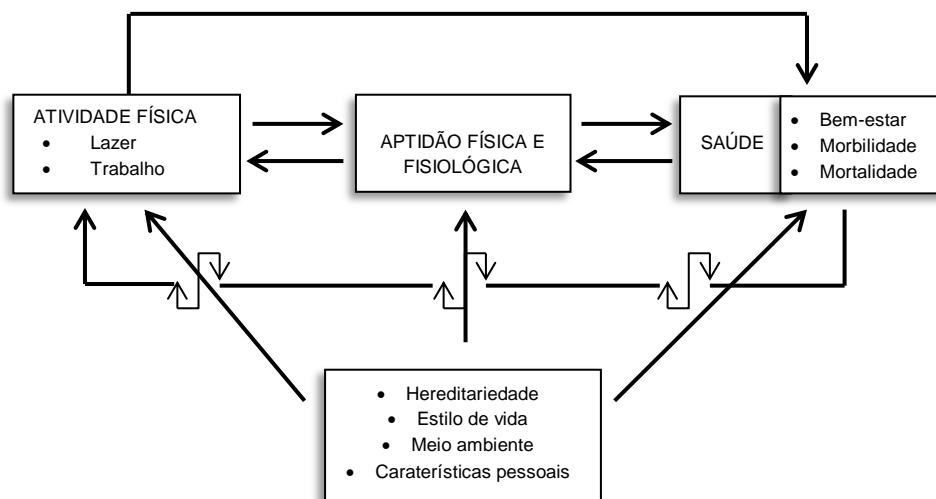 ATIVIDADE FÍSICA
• Lazer
• Trabalho
APTIDÃO FÍSICA E
FISIOLÓGICA
SAÚDE
• Bem-estar
• Morbilidade
• Mortalidade
• Hereditariedade
• Estilo de vida
• Meio ambiente
• Caraterísticas pessoais